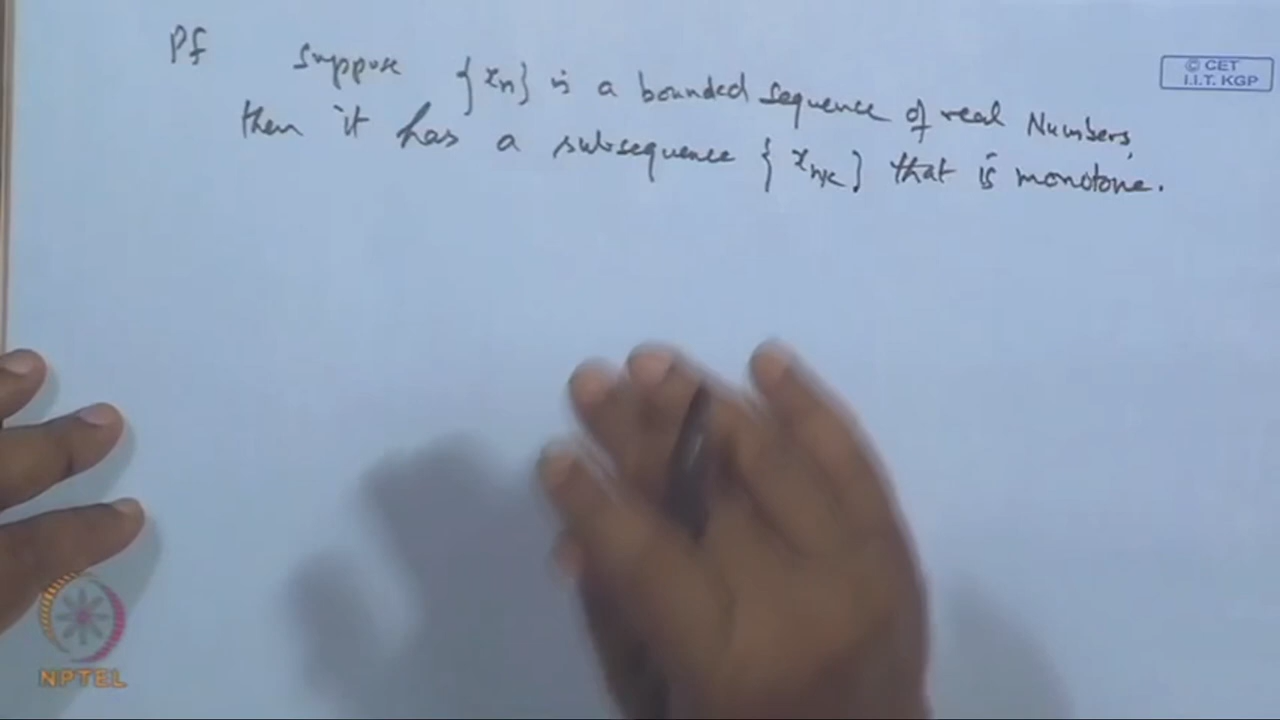 Pf Suppose {xn} is a bounded sequence of real Numbers,
then it has a subsequence {xnk} that is monotone.
© CET
I.I.T. KGP
NPTEL